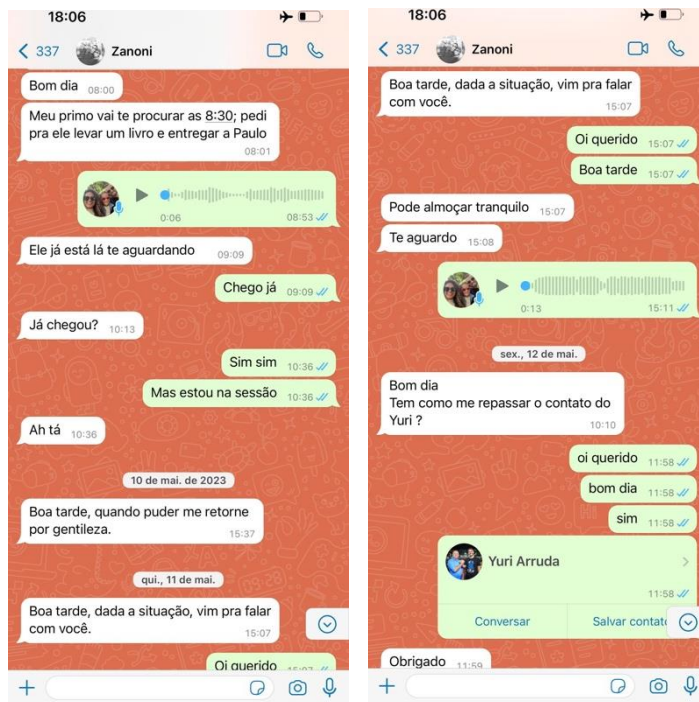 18:06
337 Zanoni
Bom dia 08:00
Meu primo vai te procurar as 8:30; pedi
pra ele levar um livro e entregar a Paulo
08:01
0:06 08:53
Ele já está lá te aguardando 09:09
Chego já 09:09
Já chegou? 10:13
Sim sim 10:36
Mas estou na sessão 10:36
Ah tá 10:36
10 de mai. de 2023
Boa tarde, quando puder me retorne
por gentileza. 15:37
qui., 11 de mai.
Boa tarde, dada a situação, vim pra falar
com você. 15:07
Oi querido 15:07
18:06
337 Zanoni
Boa tarde, dada a situação, vim pra falar
com você. 15:07
Oi querido 15:07
Boa tarde 15:07
Pode almoçar tranquilo 15:07
Te aguardo 15:08
0:13 15:11
sex., 12 de mai.
Bom dia
Tem como me repassar o contato do
Yuri ? 10:10
oi querido 11:58
bom dia 11:58
sim 11:58
Yuri Arruda
11:58
Conversar Salvar contato
Obrigado 11:59